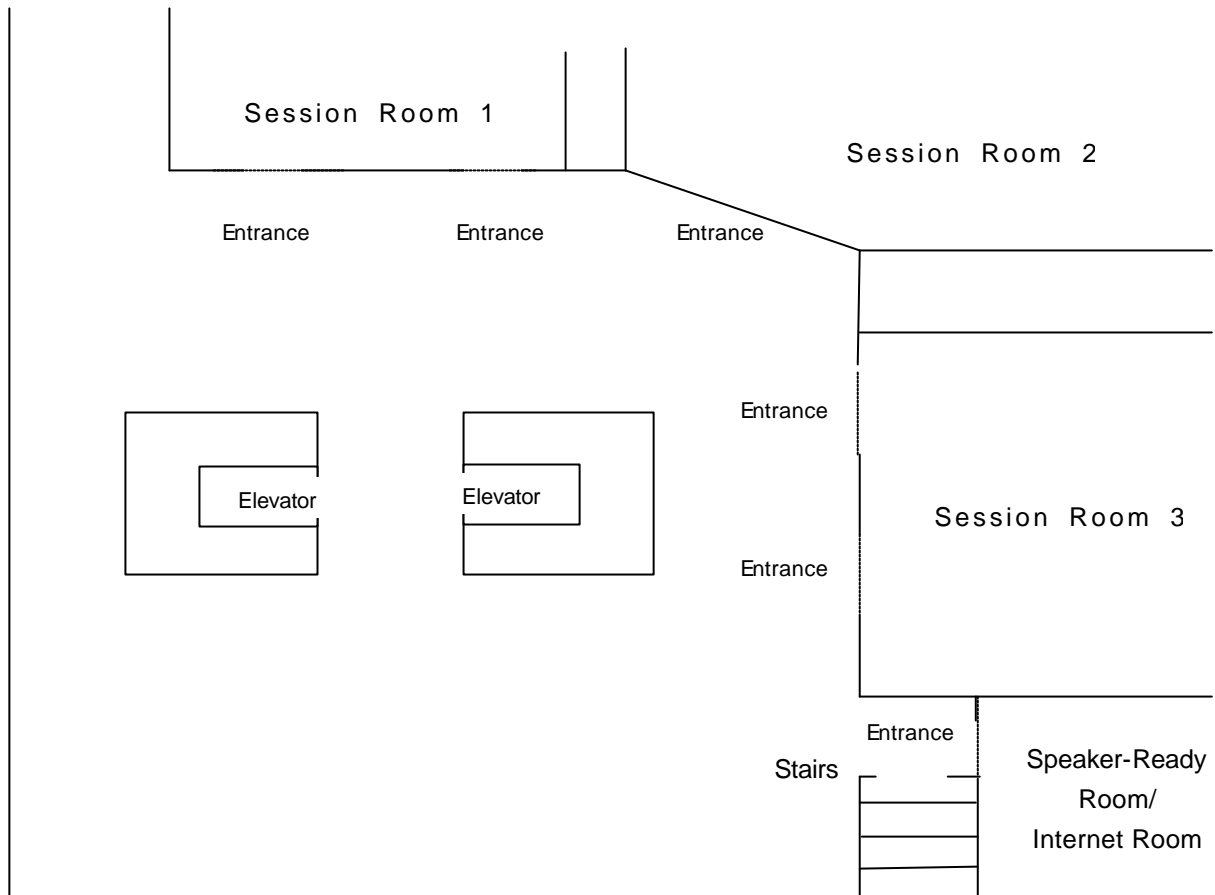 Session Room 1
Session Room 2
Entrance
Entrance
Entrance
Entrance
Elevator
Elevator
Session Room 3
Entrance
Entrance
Stairs
Speaker-Ready
Room/
Internet Room